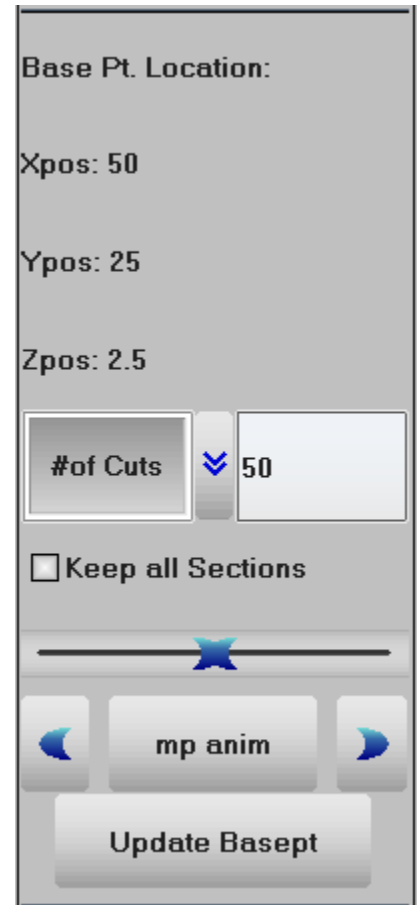 Base Pt. Location:
Xpos: 50
Ypos: 25
Zpos: 2.5
#of Cuts 50
Keep all Sections
mp anim
Update Basept